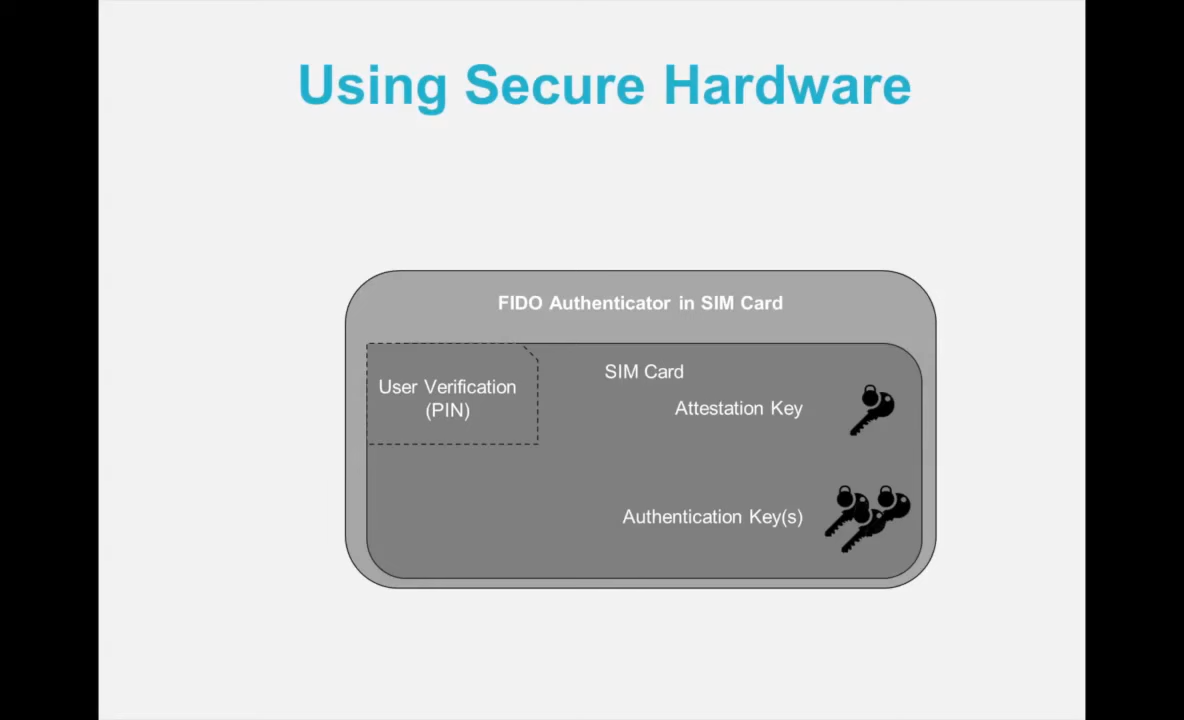 Using Secure Hardware
FIDO Authenticator in SIM Card
User Verification
(PIN)
SIM Card
Attestation Key
Authentication Key(s)